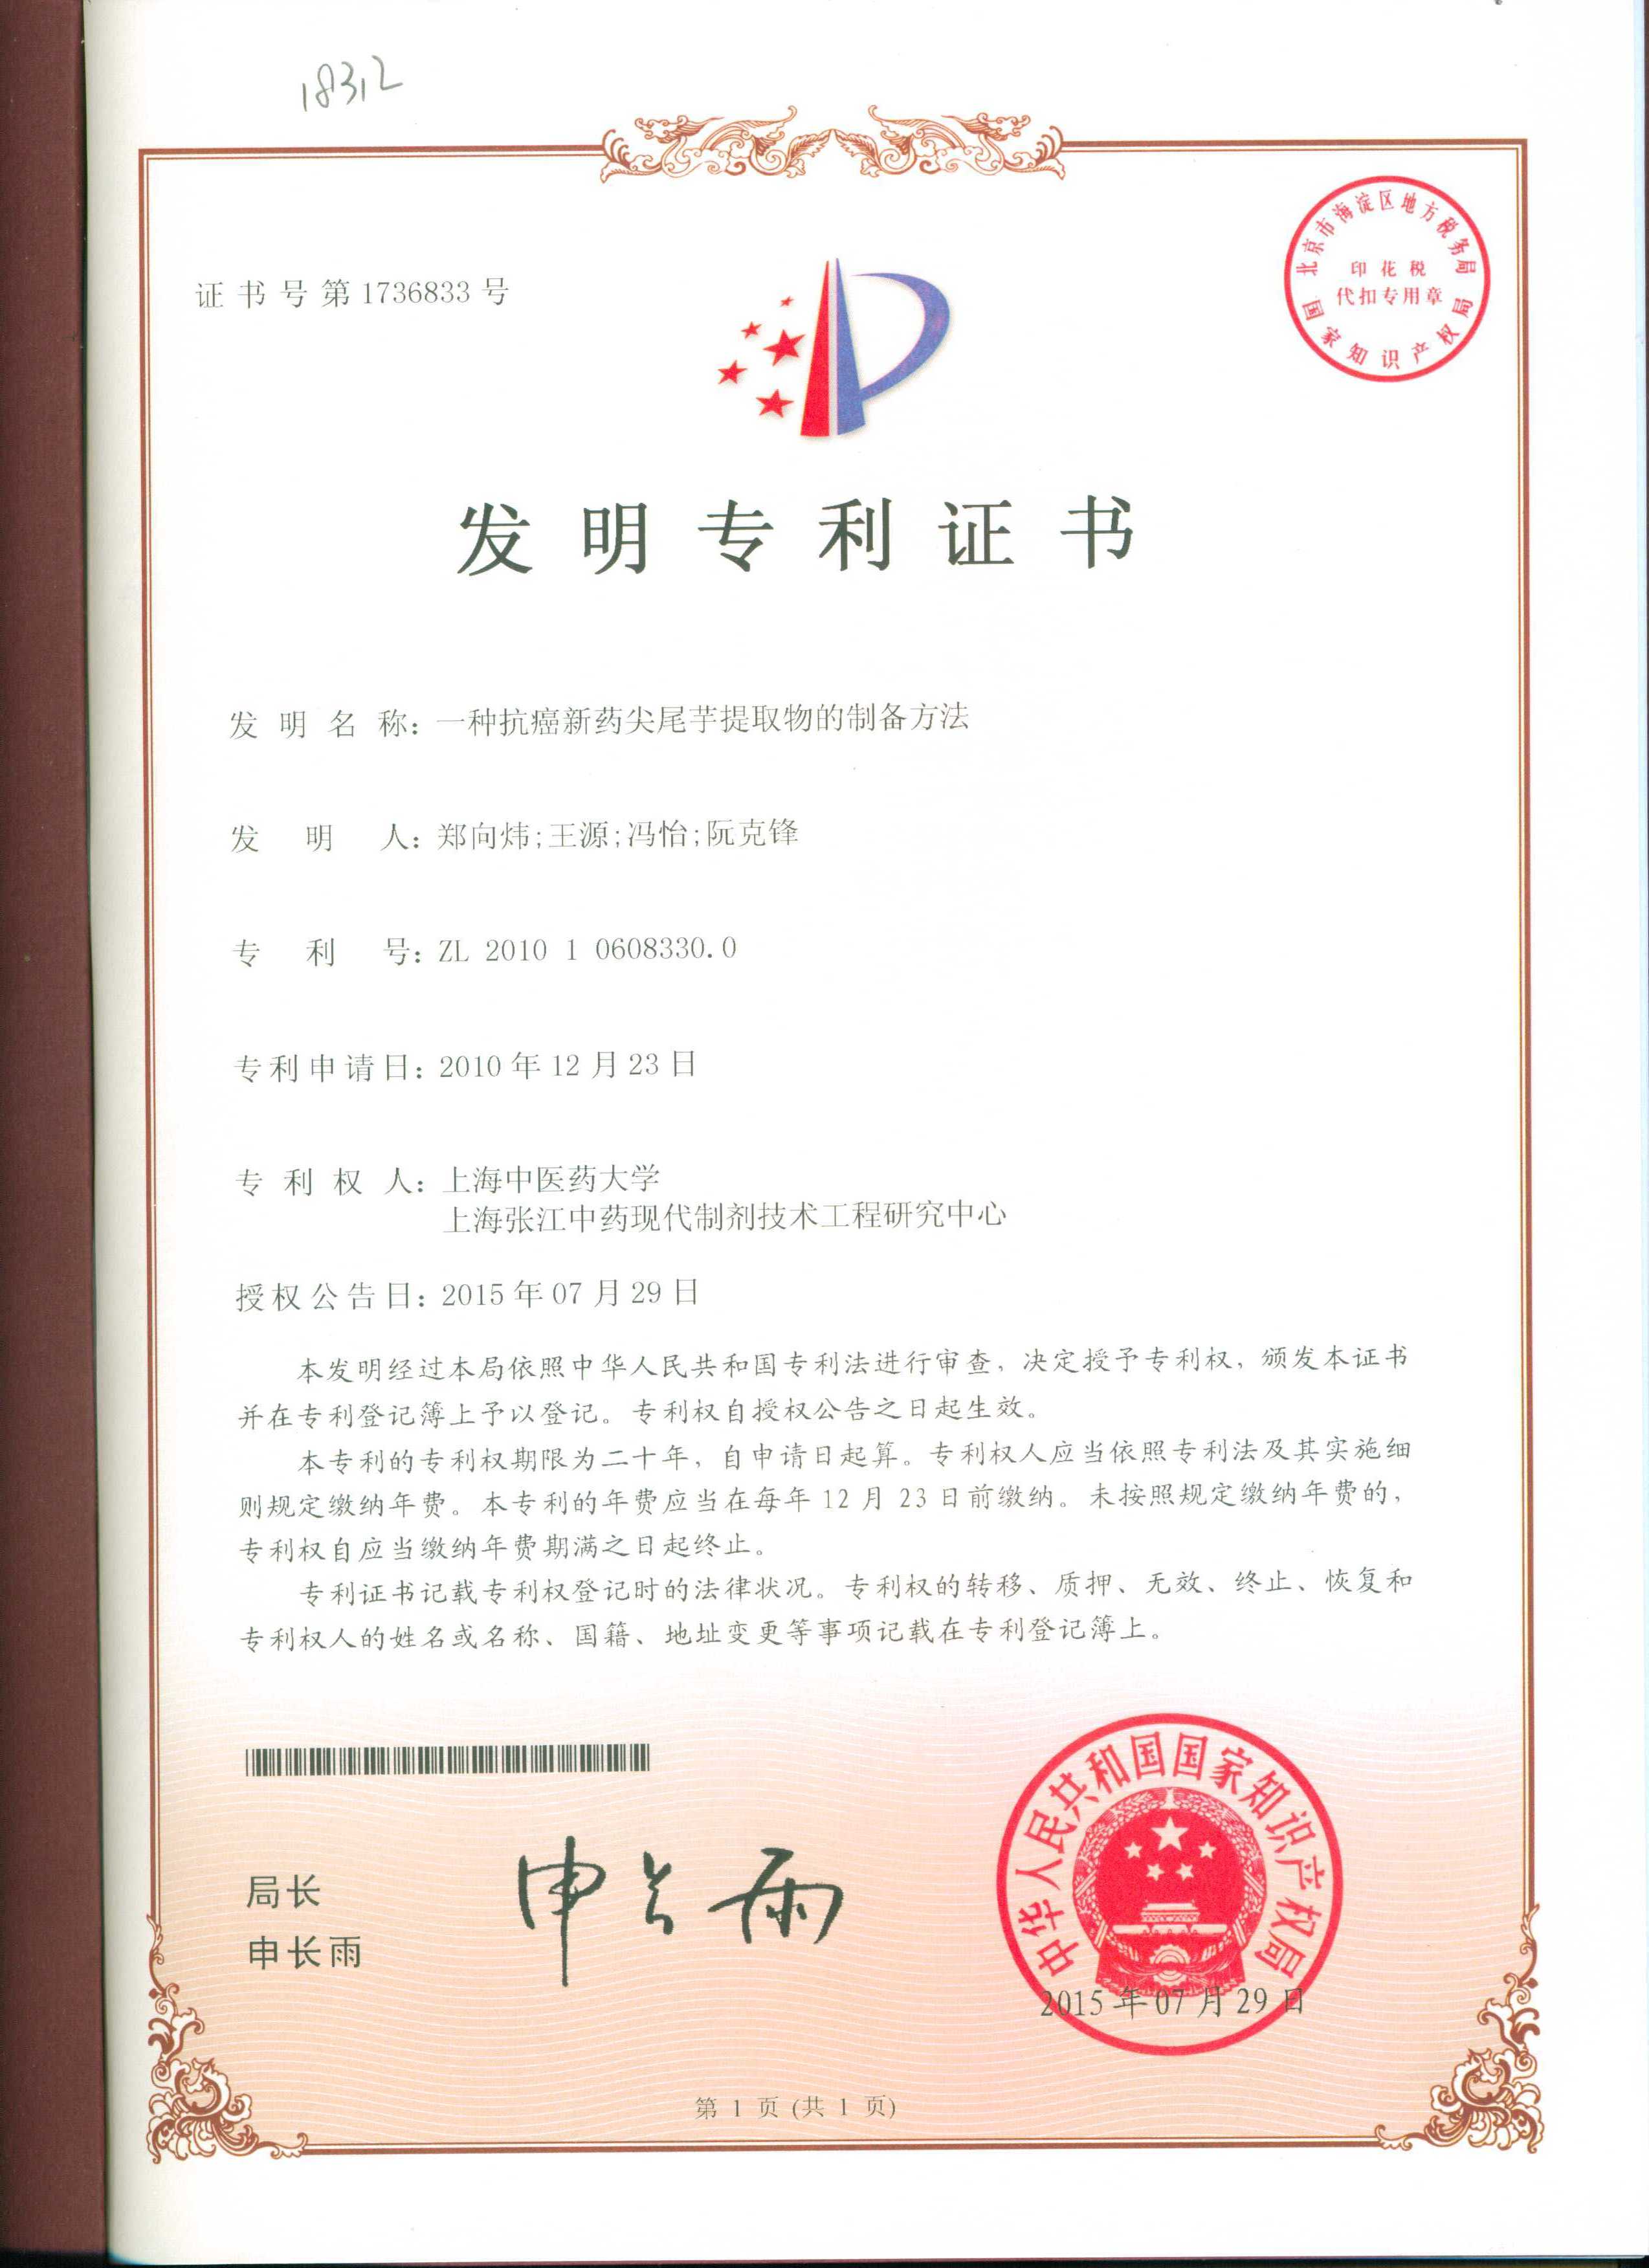 18312
证书号第1736833号
北京市海淀区地方税务局
印花税
代扣专用章
国家知识产权局
发明专利证书
发明名称：一种抗癌新药尖尾芋提取物的制备方法
发明人：郑向炜;王源;冯怡;阮克锋
专利号：ZL 2010 1 0608330.0
专利申请日：2010年12月23日
专利权人：上海中医药大学
上海张江中药现代制剂技术工程研究中心
授权公告日：2015年07月29日
本发明经过本局依照中华人民共和国专利法进行审查，决定授予专利权，颁发本证书
并在专利登记簿上予以登记。专利权自授权公告之日起生效。
本专利的专利权期限为二十年，自申请日起算。专利权人应当依照专利法及其实施细
则规定缴纳年费。本专利的年费应当在每年12月23日前缴纳。未按照规定缴纳年费的，
专利权自应当缴纳年费期满之日起终止。
专利证书记载专利权登记时的法律状况。专利权的转移、质押、无效、终止、恢复和
专利权人的姓名或名称、国籍、地址变更等事项记载在专利登记簿上。
局长
申长雨
申长雨
中华人民共和国国家知识产权局
2015年07月29日
第1页(共1页)